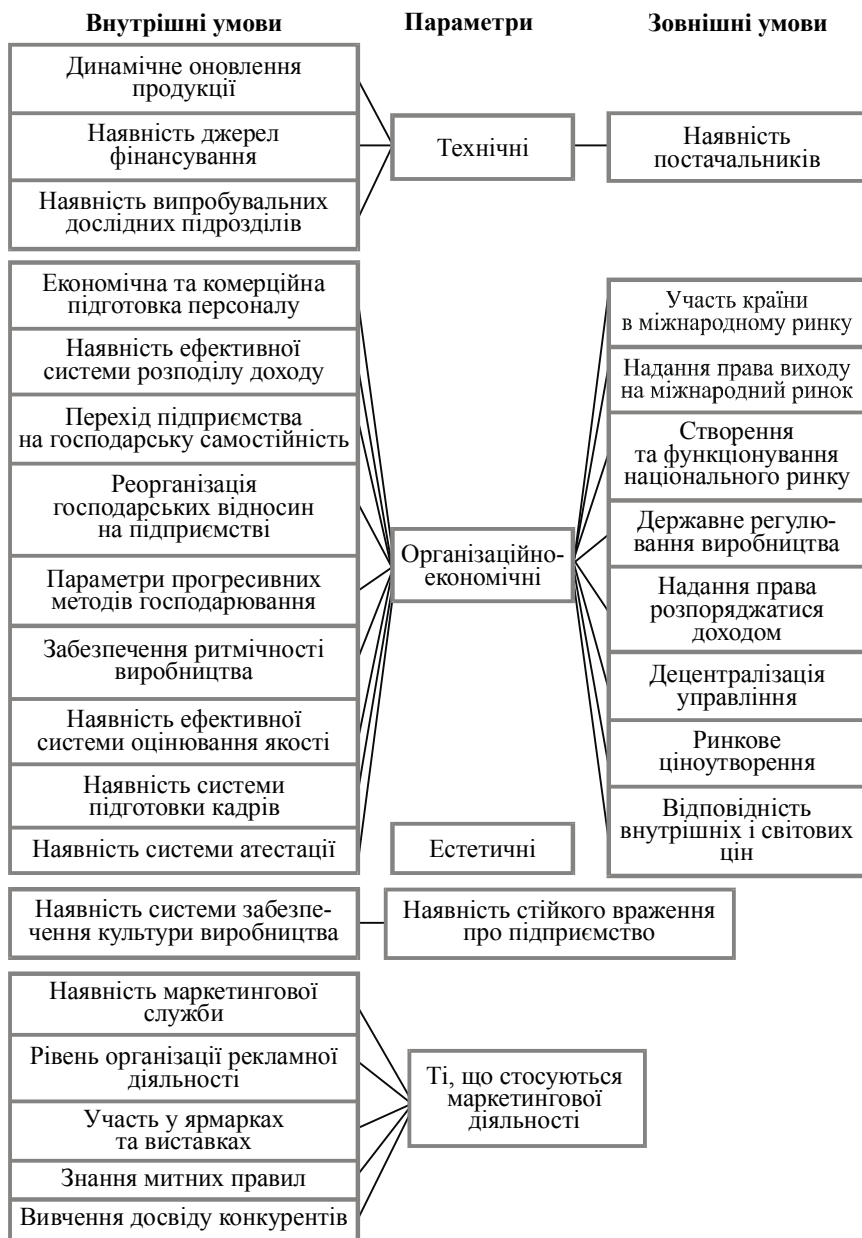 Внутрішні умови
Параметри
Зовнішні умови
Динамічне оновлення
продукції
Наявність джерел
фінансування
Наявність випробувальних
дослідних підрозділів
Технічні
Наявність
постачальників
Економічна та комерційна
підготовка персоналу
Наявність ефективної
системи розподілу доходу
Перехід підприємства
на господарську самостійність
Реорганізація
господарських відносин
на підприємстві
Параметри прогресивних
методів господарювання
Забезпечення ритмічності
виробництва
Наявність ефективної
системи оцінювання якості
Наявність системи
підготовки кадрів
Наявність системи атестації
Організаційно-
економічні
Естетичні
Участь країни
в міжнародному ринку
Надання права виходу
на міжнародний ринок
Створення
та функціонування
національного ринку
Державне регулю-
вання виробництва
Надання права
розпоряджатися
доходом
Децентралізація
управління
Ринкове
ціноутворення
Відповідність
внутрішніх і світових
цін
Наявність системи забезпе-
чення культури виробництва
Наявність стійкого враження
про підприємство
Наявність маркетингової
служби
Рівень організації рекламної
діяльності
Участь у ярмарках
та виставках
Знання митних правил
Вивчення досвіду конкурентів
Ті, що стосуються
маркетингової
діяльності